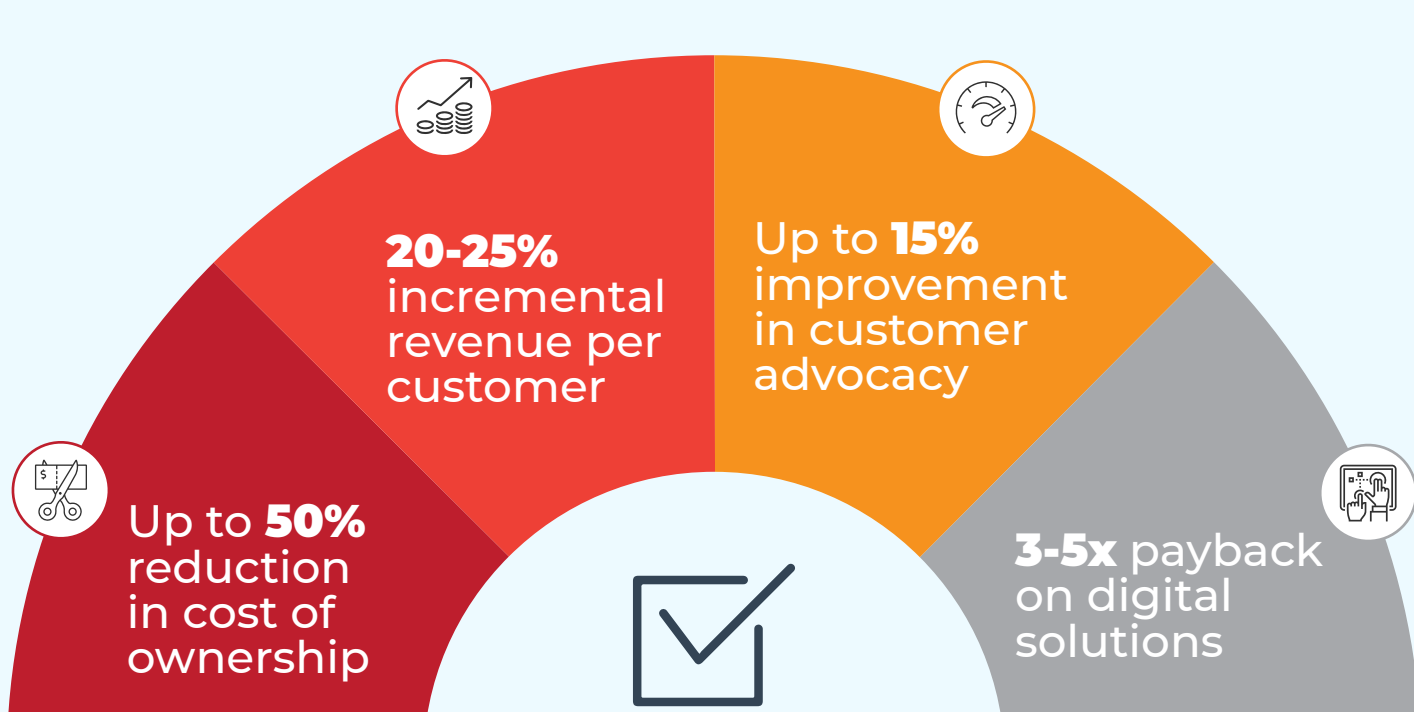 20-25%
incremental
revenue per
customer
Up to 15%
improvement
in customer
advocacy
Up to 50%
reduction
in cost of
ownership
3-5x payback
on digital
solutions
$